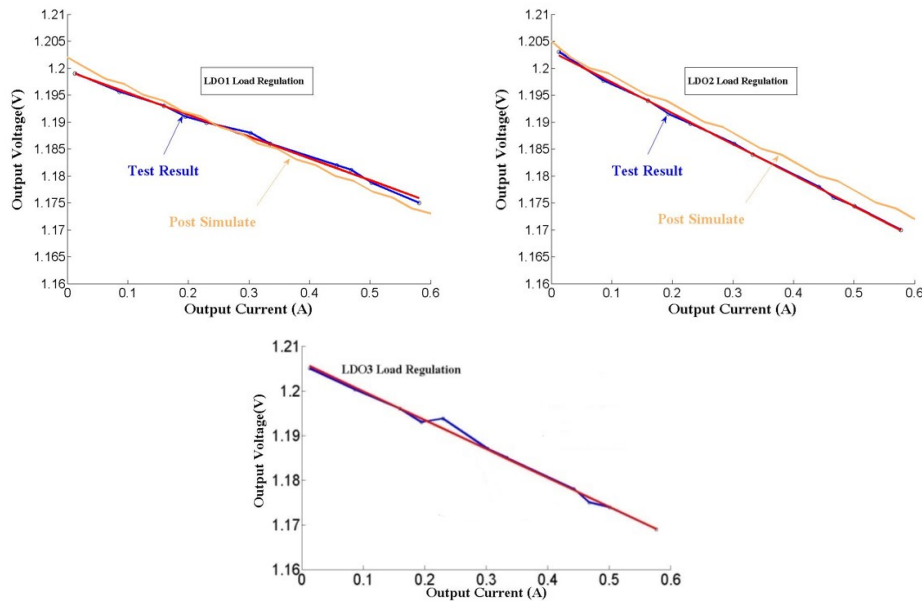 1.21
1.205
1.2
1.195
1.19
1.185
1.18
1.175
1.17
1.165
1.16
Output Voltage(V)
LDO1 Load Regulation
Test Result
Post Simulate
0 0.1 0.2 0.3 0.4 0.5 0.6
Output Current (A)
1.21
1.205
1.2
1.195
1.19
1.185
1.18
1.175
1.17
1.165
1.16
Output Voltage(V)
LDO2 Load Regulation
Test Result
Post Simulate
0 0.1 0.2 0.3 0.4 0.5 0.6
Output Current (A)
1.21
1.2
1.19
1.18
1.17
1.16
Output Voltage(V)
LDO3 Load Regulation
0 0.1 0.2 0.3 0.4 0.5 0.6
Output Current (A)